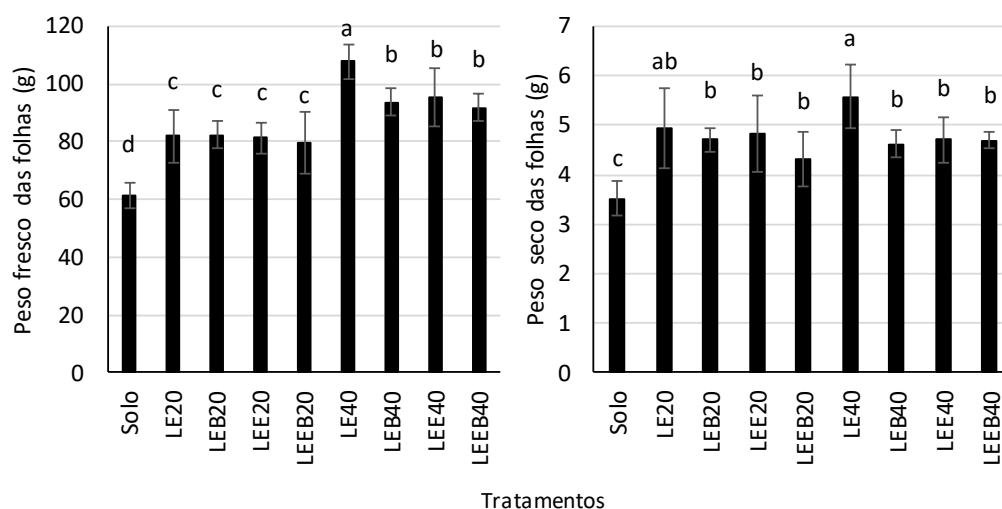 Peso fresco das folhas (g)
120
100
80
60
40
20
0
d
c
c
c
c
a
b
b
b
Solo
LE20
LEB20
LEE20
LEEB20
LE40
LEB40
LEE40
LEEB40
Peso seco das folhas (g)
7
6
5
4
3
2
1
0
c
ab
b
b
b
a
b
b
b
Solo
LE20
LEB20
LEE20
LEEB20
LE40
LEB40
LEE40
LEEB40
Tratamentos